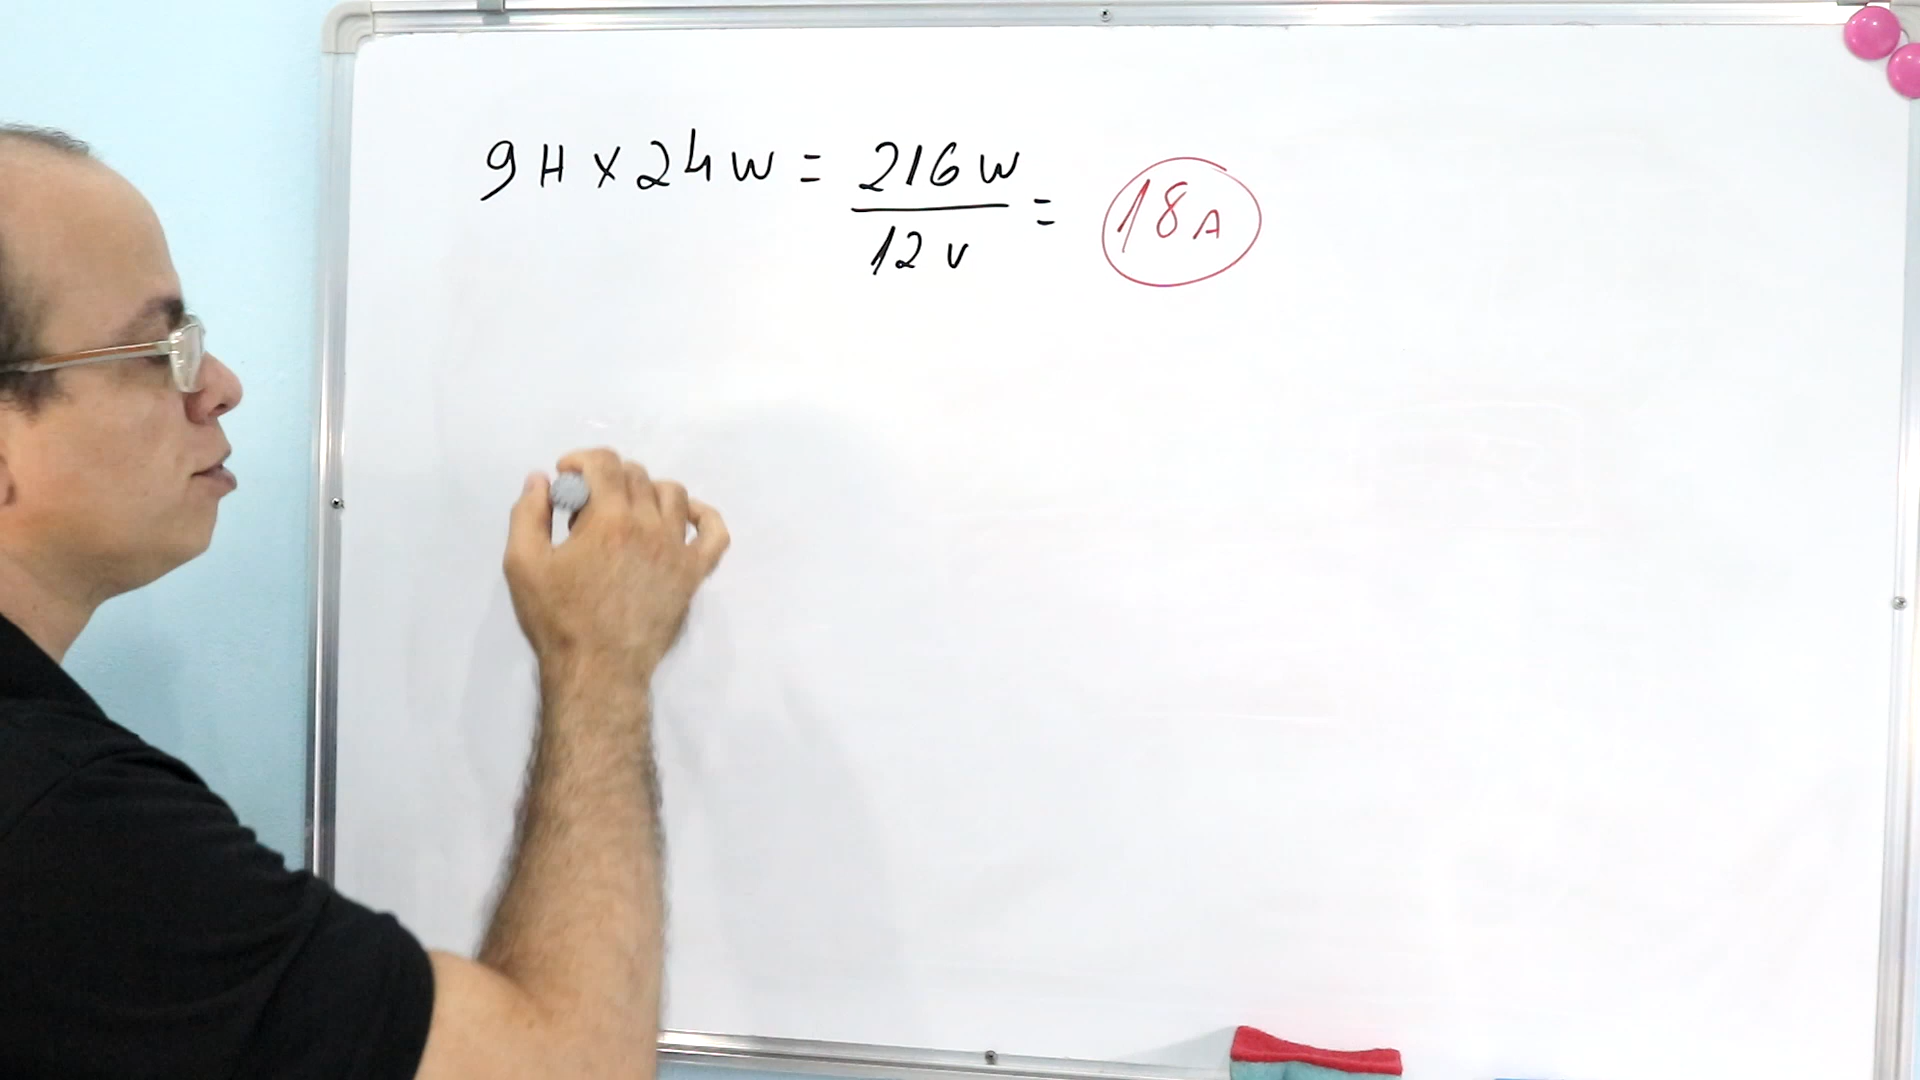 9H x 24w = 216w / 12v = 18A